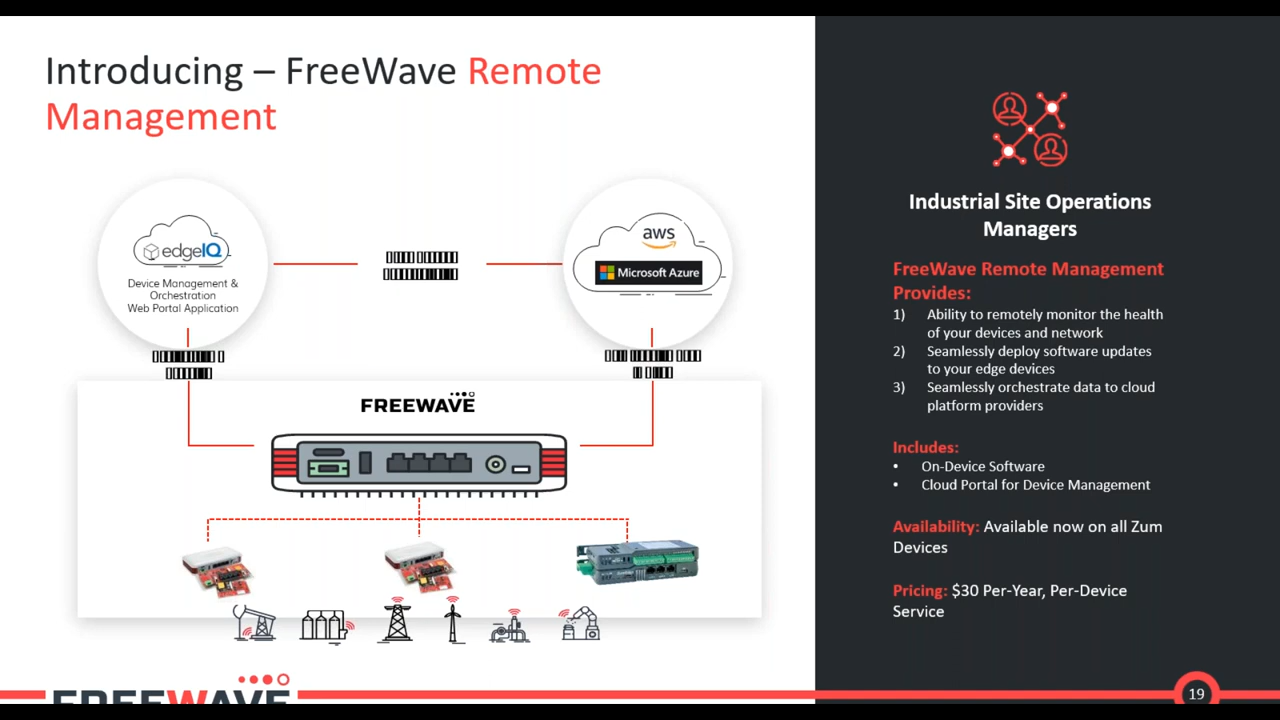 Introducing – FreeWave Remote
Management
edgeIQ
Device Management &
Orchestration
Web Portal Application
aws
Microsoft Azure
FREEWAVE
FREEWAVE
Industrial Site Operations
Managers
FreeWave Remote Management
Provides:
1) Ability to remotely monitor the health
of your devices and network
2) Seamlessly deploy software updates
to your edge devices
3) Seamlessly orchestrate data to cloud
platform providers
Includes:
• On-Device Software
• Cloud Portal for Device Management
Availability: Available now on all Zum
Devices
Pricing: $30 Per-Year, Per-Device
Service
19